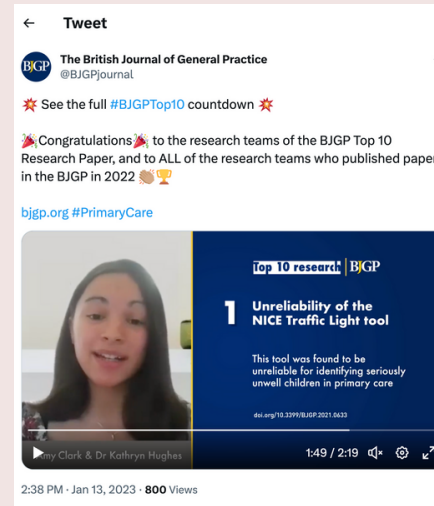 Tweet
BJGP
The British Journal of General Practice
@BJGPjournal
💥 See the full #BJGPTop10 countdown 💥
🎉Congratulations🎉 to the research teams of the BJGP Top 10
Research Paper, and to ALL of the research teams who published paper
in the BJGP in 2022 👏🏽🏆
bjgp.org #PrimaryCare
Top 10 research BJGP
1 Unreliability of the
NICE Traffic Light tool
This tool was found to be
unreliable for identifying seriously
unwell children in primary care
doi.org/10.3399/BJGP.2021.0633
my Clark & Dr Kathryn Hughes
1:49 / 2:19
2:38 PM · Jan 13, 2023 · 800 Views